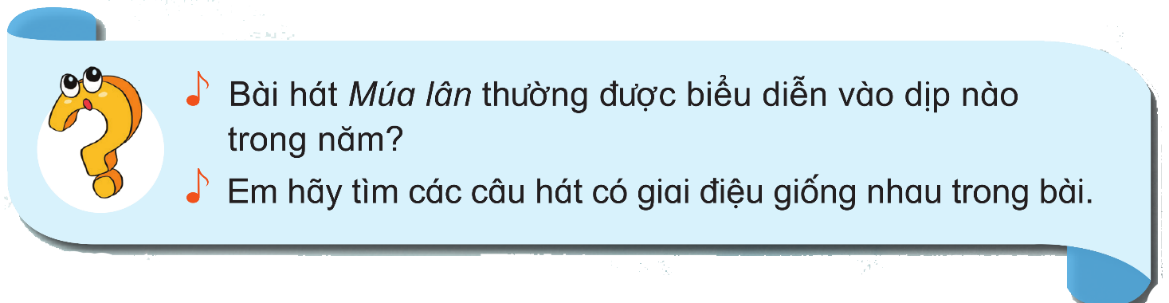 Bài hát Múa lân thường được biểu diễn vào dịp nào
trong năm?
Em hãy tìm các câu hát có giai điệu giống nhau trong bài.